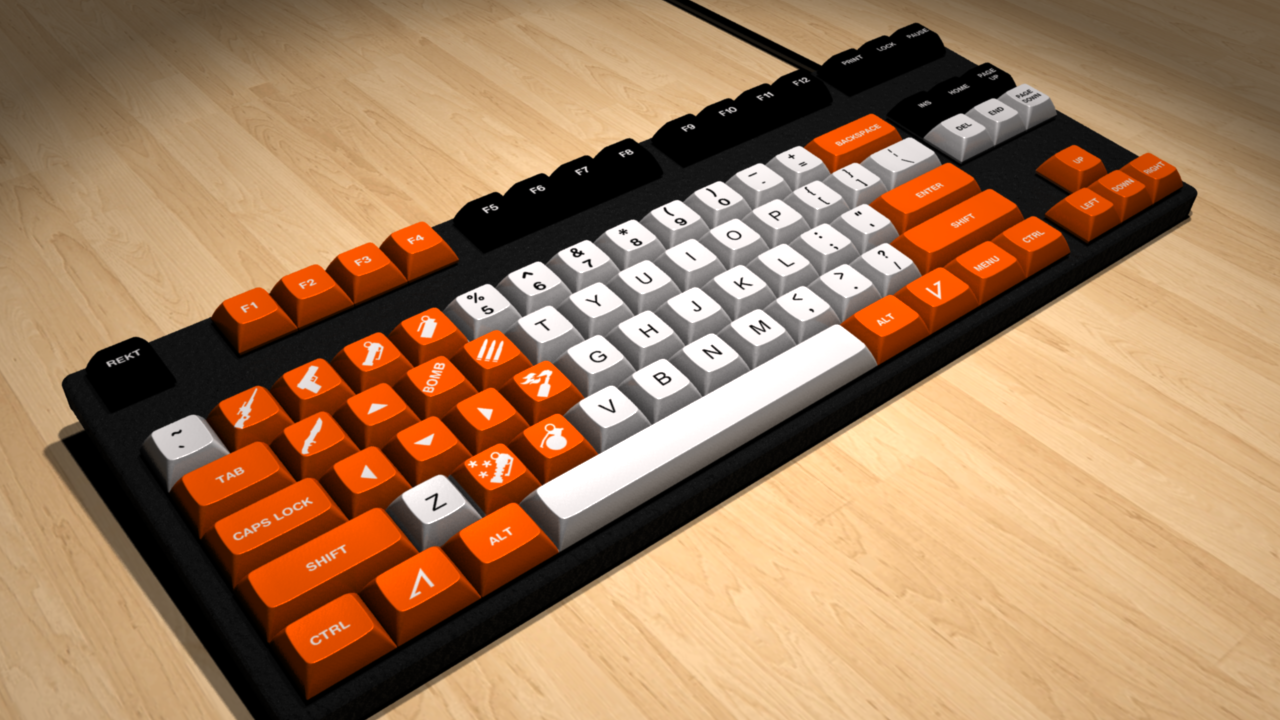 REKT F1 F2 F3 F4 F5 F6 F7 F8 F9 F10 F11 F12 PRINT LOCK PAUSE
~ ` % 5 ^ 6 & 7 * 8 ( 9 ) 0 _ - + = BACKSPACE INS HOME PAGE UP
TAB BOMB T Y U I O P { [ } ] | \ DEL END PAGE DOWN
CAPS LOCK G H J K L : ; " ' ENTER
SHIFT Z V B N M < , > . ? / SHIFT UP
CTRL ALT ALT MENU CTRL LEFT DOWN RIGHT